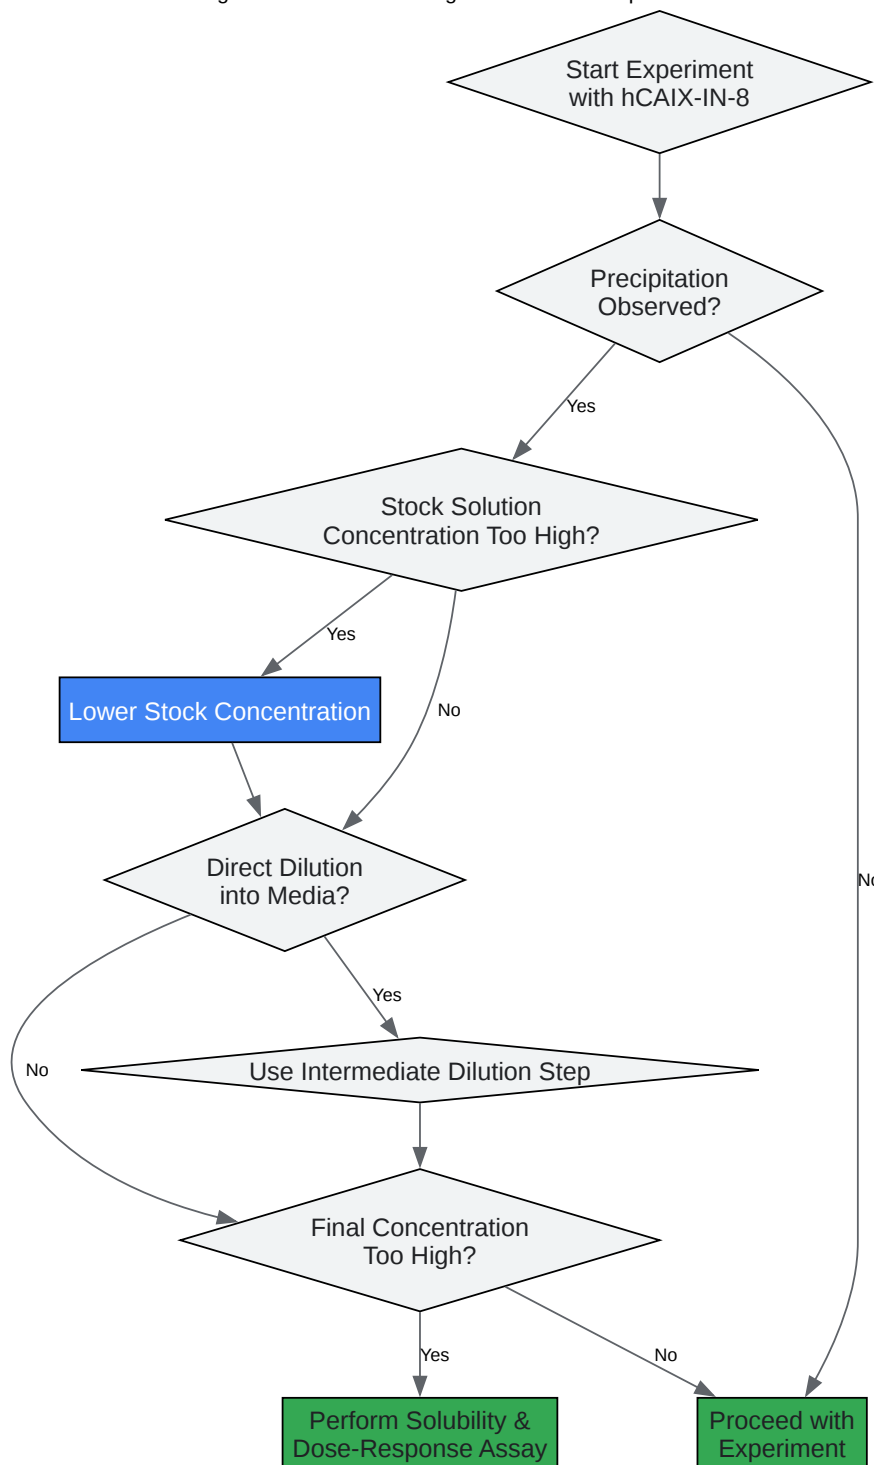 Start Experiment
with hCAIX-IN-8
Precipitation
Observed?
Yes
Stock Solution
Concentration Too High?
Yes
Lower Stock Concentration
No
Direct Dilution
into Media?
No
Yes
No
Use Intermediate Dilution Step
Final Concentration
Too High?
Yes
No
Perform Solubility &
Dose-Response Assay
Proceed with
Experiment